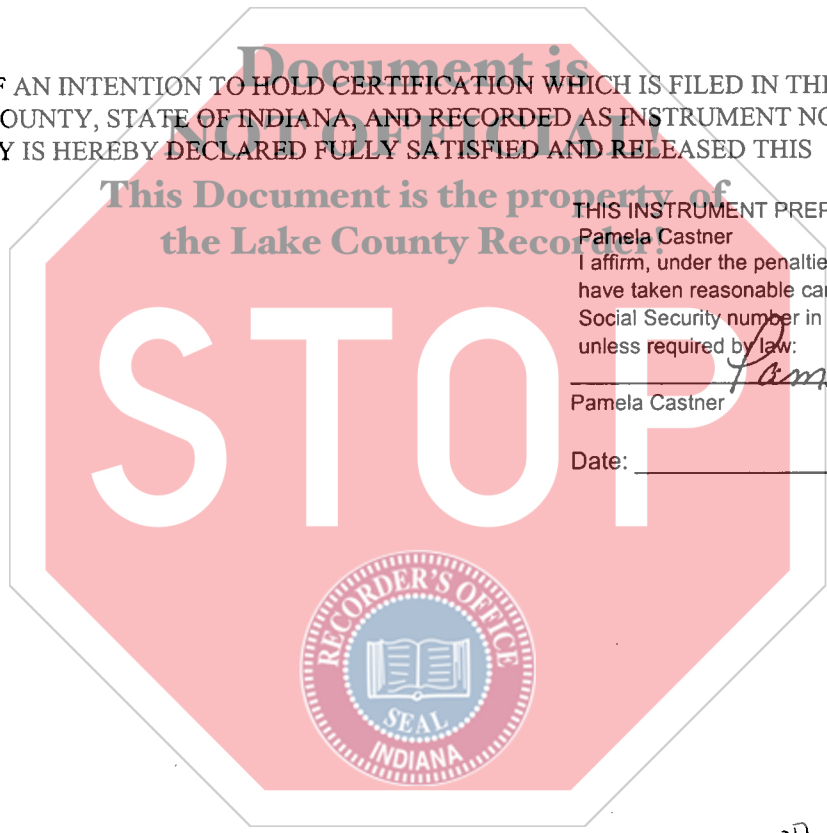 Document is
F AN INTENTION TO HOLD CERTIFICATION WHICH IS FILED IN THE
OUNTY, STATE OF INDIANA, AND RECORDED AS INSTRUMENT NO
NOT OFFICIAL!
Y IS HEREBY DECLARED FULLY SATISFIED AND RELEASED THIS
This Document is the property of
the Lake County Recorder!
THIS INSTRUMENT PREP
Pamela Castner
I affirm, under the penaltie
have taken reasonable car
Social Security number in
unless required by law:
Pam
Pamela Castner
Date:
STOP
RECORDER'S OFFICE
SEAL
INDIANA